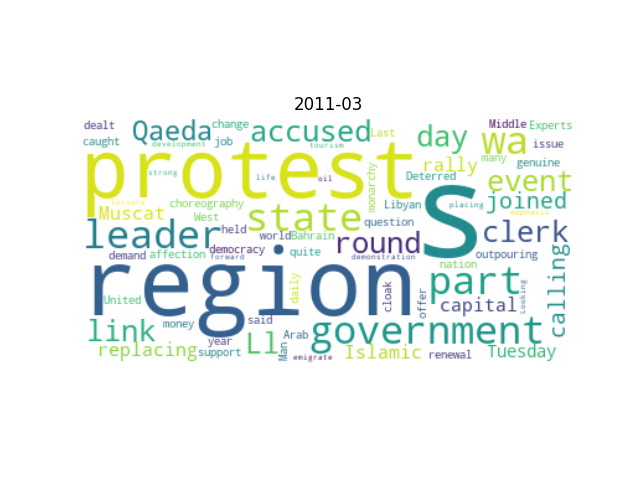 2011-03
dealt Qaeda change accused Last day wa Middle Experts
caught development job tourism many issue
protest s rally genuine
strong life oil monarchy Deterred event
leisure choreography Libyan placing joined
Muscat West state question emphasis
leader held world Bahrain round clerk
demand affection democracy quite demonstration outpouring
region forward nation part calling
United daily cloak offer capital Looking
link money said government
replacing support year Ll Man Arab emigrate Islamic renewal Tuesday